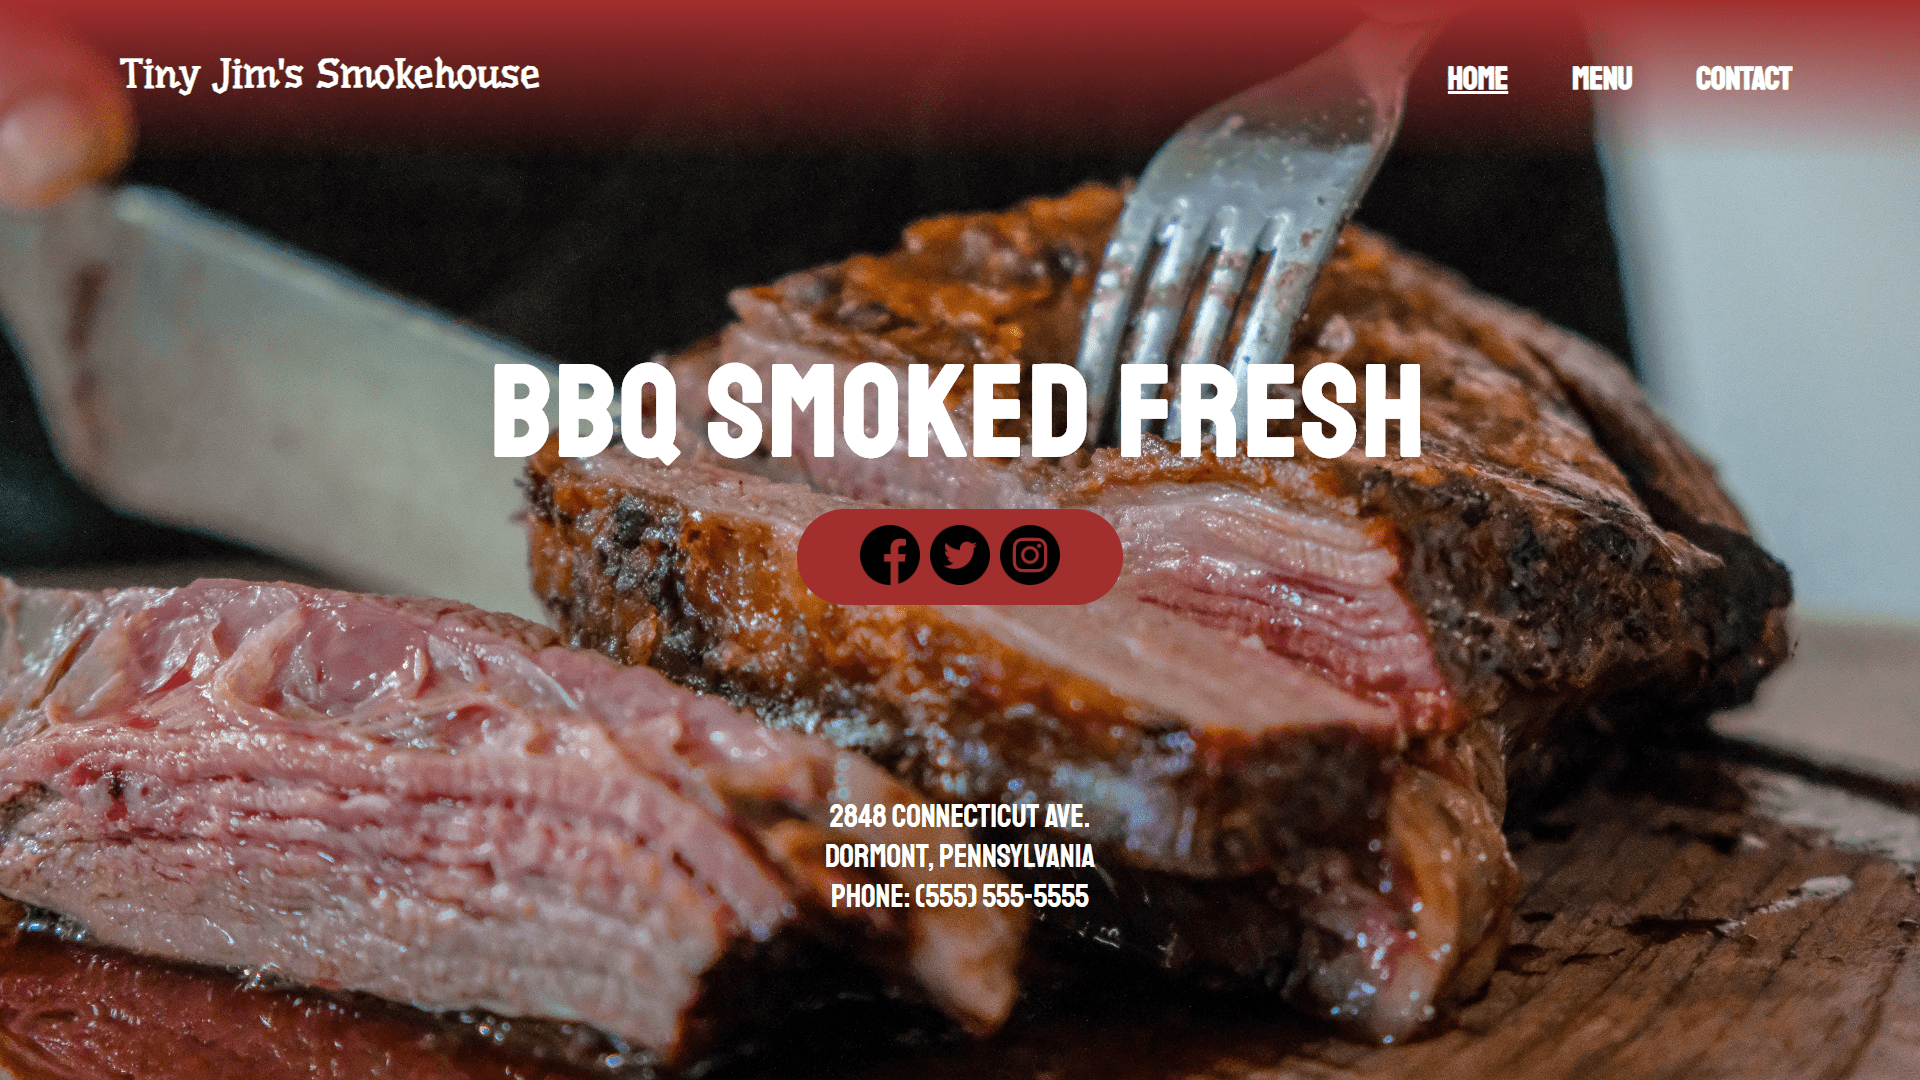 Tiny Jim's Smokehouse
HOME MENU CONTACT
BBQ SMOKED FRESH
2848 CONNECTICUT AVE.
DORMONT, PENNSYLVANIA
PHONE: (555) 555-5555